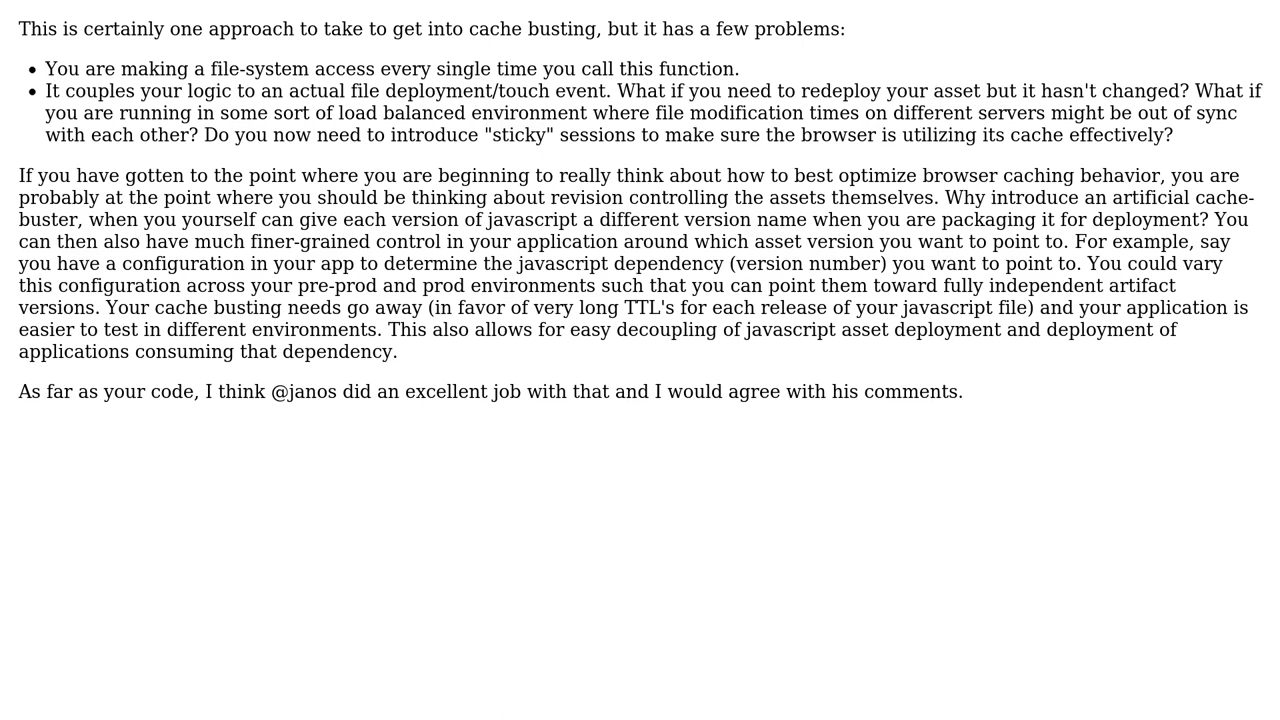 This is certainly one approach to take to get into cache busting, but it has a few problems:
• You are making a file-system access every single time you call this function.
• It couples your logic to an actual file deployment/touch event. What if you need to redeploy your asset but it hasn't changed? What if
you are running in some sort of load balanced environment where file modification times on different servers might be out of sync
with each other? Do you now need to introduce "sticky" sessions to make sure the browser is utilizing its cache effectively?
If you have gotten to the point where you are beginning to really think about how to best optimize browser caching behavior, you are
probably at the point where you should be thinking about revision controlling the assets themselves. Why introduce an artificial cache-
buster, when you yourself can give each version of javascript a different version name when you are packaging it for deployment? You
can then also have much finer-grained control in your application around which asset version you want to point to. For example, say
you have a configuration in your app to determine the javascript dependency (version number) you want to point to. You could vary
this configuration across your pre-prod and prod environments such that you can point them toward fully independent artifact
versions. Your cache busting needs go away (in favor of very long TTL's for each release of your javascript file) and your application is
easier to test in different environments. This also allows for easy decoupling of javascript asset deployment and deployment of
applications consuming that dependency.
As far as your code, I think @janos did an excellent job with that and I would agree with his comments.